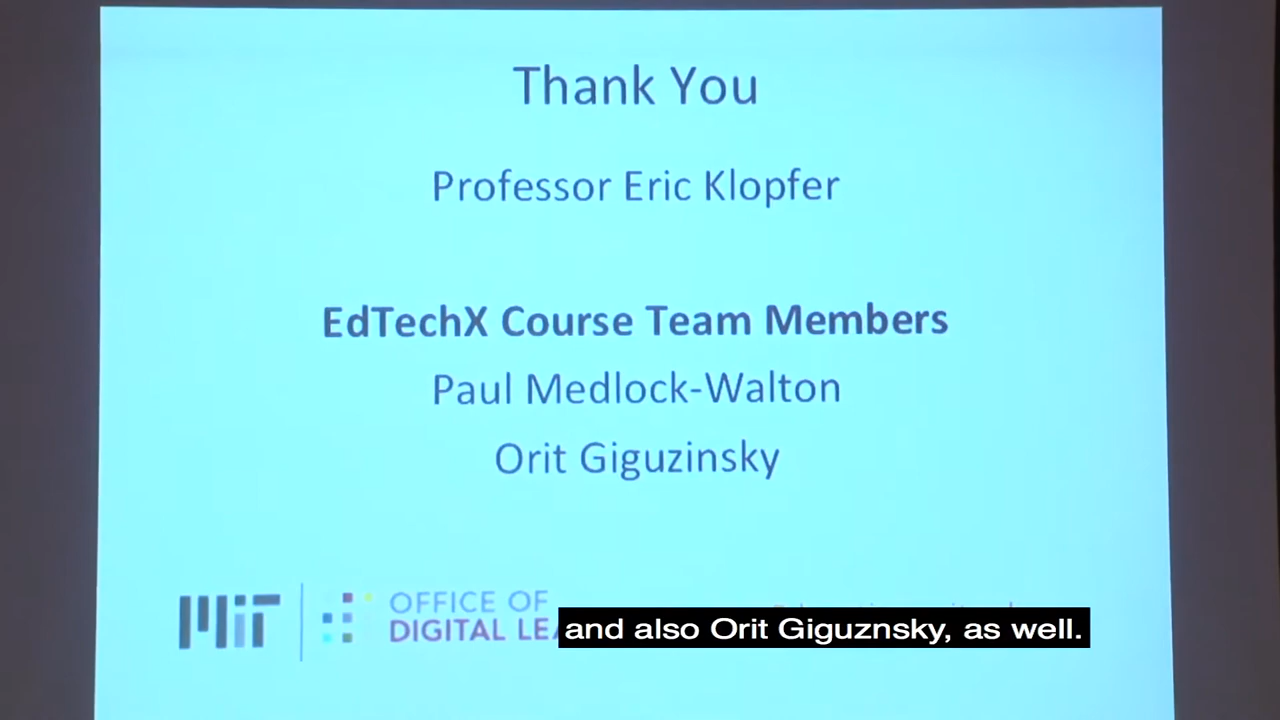 Thank You
Professor Eric Klopfer
EdTechX Course Team Members
Paul Medlock-Walton
Orit Giguzinsky
MIT
OFFICE OF
DIGITAL
and also Orit Giguznsky, as well.